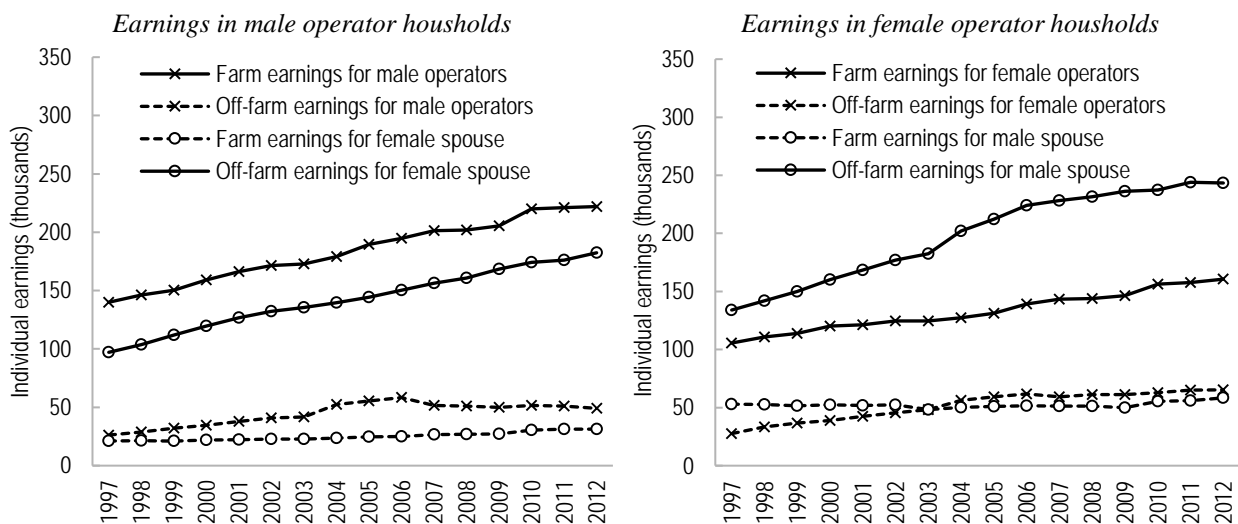 Earnings in male operator housholds
Individual earnings (thousands)
350
300
250
200
150
100
50
0
Farm earnings for male operators
Off-farm earnings for male operators
Farm earnings for female spouse
Off-farm earnings for female spouse
1997 1998 1999 2000 2001 2002 2003 2004 2005 2006 2007 2008 2009 2010 2011 2012
Earnings in female operator housholds
Individual earnings (thousands)
350
300
250
200
150
100
50
0
Farm earnings for female operators
Off-farm earnings for female operators
Farm earnings for male spouse
Off-farm earnings for male spouse
1997 1998 1999 2000 2001 2002 2003 2004 2005 2006 2007 2008 2009 2010 2011 2012